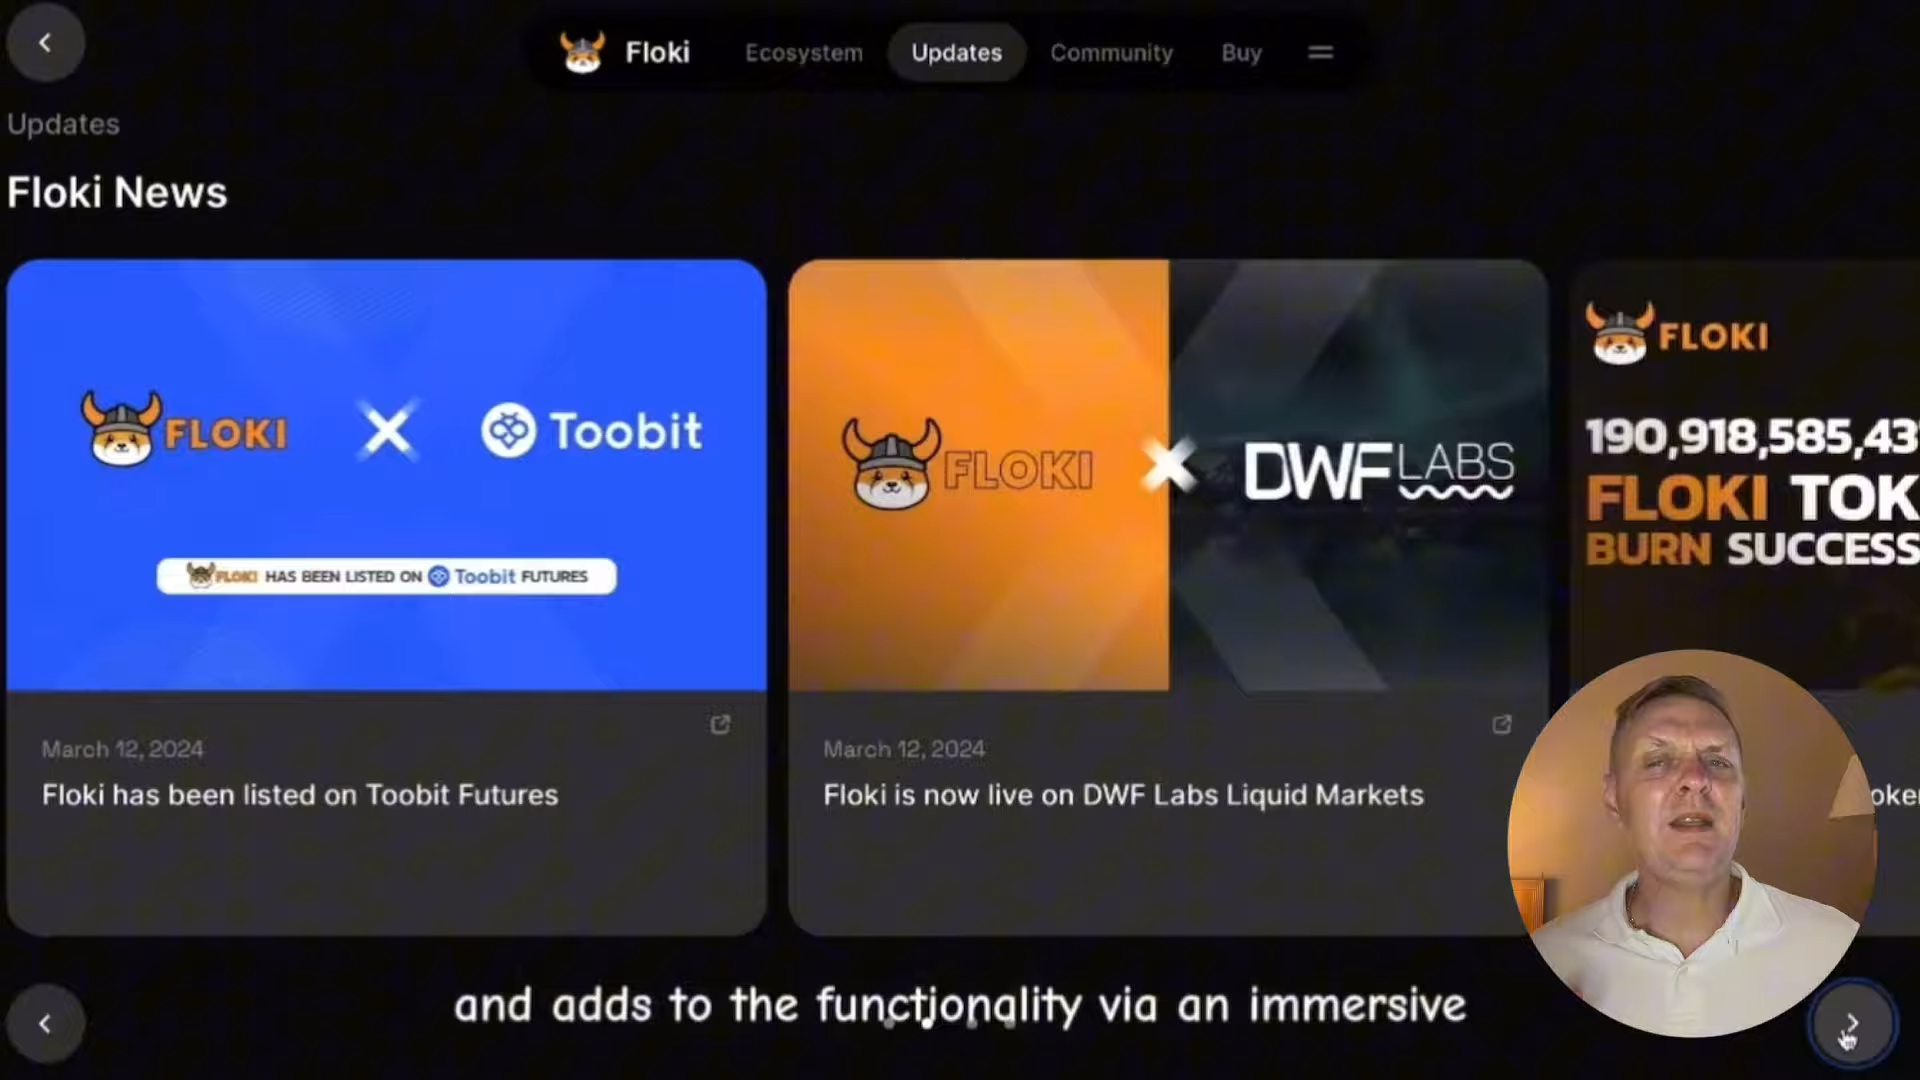 Floki
Ecosystem
Updates
Community
Buy
Updates
Floki News
FLOKI
Toobit
FLOKI HAS BEEN LISTED ON Toobit FUTURES
March 12, 2024
Floki has been listed on Toobit Futures
FLOKI
DWF LABS
March 12, 2024
Floki is now live on DWF Labs Liquid Markets
FLOKI
190,918,585,43
FLOKI TOK
BURN SUCCESS
and adds to the functionality via an immersive